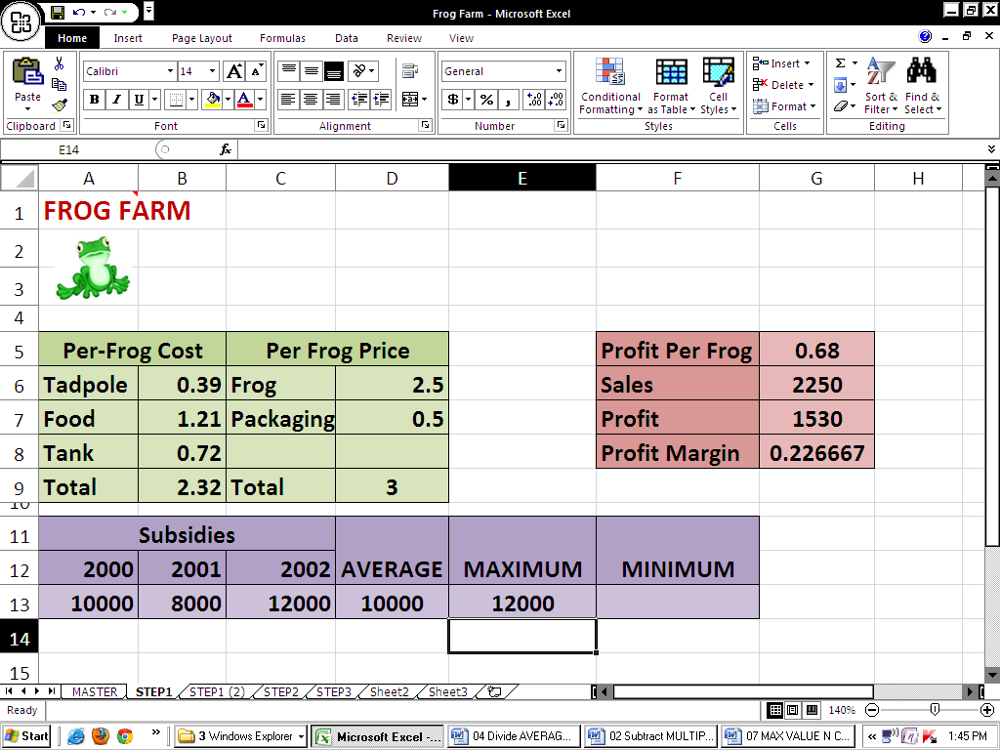 Frog Farm - Microsoft Excel
Home Insert Page Layout Formulas Data Review View
Paste
Calibri 14
B I U
General
$ % ,
Conditional Formatting
Format as Table
Cell Styles
Insert
Delete
Format
Sort & Filter
Find & Select
Clipboard Font Alignment Number Styles Cells Editing
E14 fx
A B C D E F G H
1 FROG FARM
2
3
4
5 Per-Frog Cost Per Frog Price Profit Per Frog 0.68
6 Tadpole 0.39 Frog 2.5 Sales 2250
7 Food 1.21 Packaging 0.5 Profit 1530
8 Tank 0.72 Profit Margin 0.226667
9 Total 2.32 Total 3
10
11 Subsidies
12 2000 2001 2002 AVERAGE MAXIMUM MINIMUM
13 10000 8000 12000 10000 12000
14
15
MASTER STEP1 STEP1 (2) STEP2 STEP3 Sheet2 Sheet3
Ready 140%
Start 3 Windows Explorer Microsoft Excel -... 04 Divide AVERAG... 02 Subtract MULTIP... 07 MAX VALUE N C... 1:45 PM